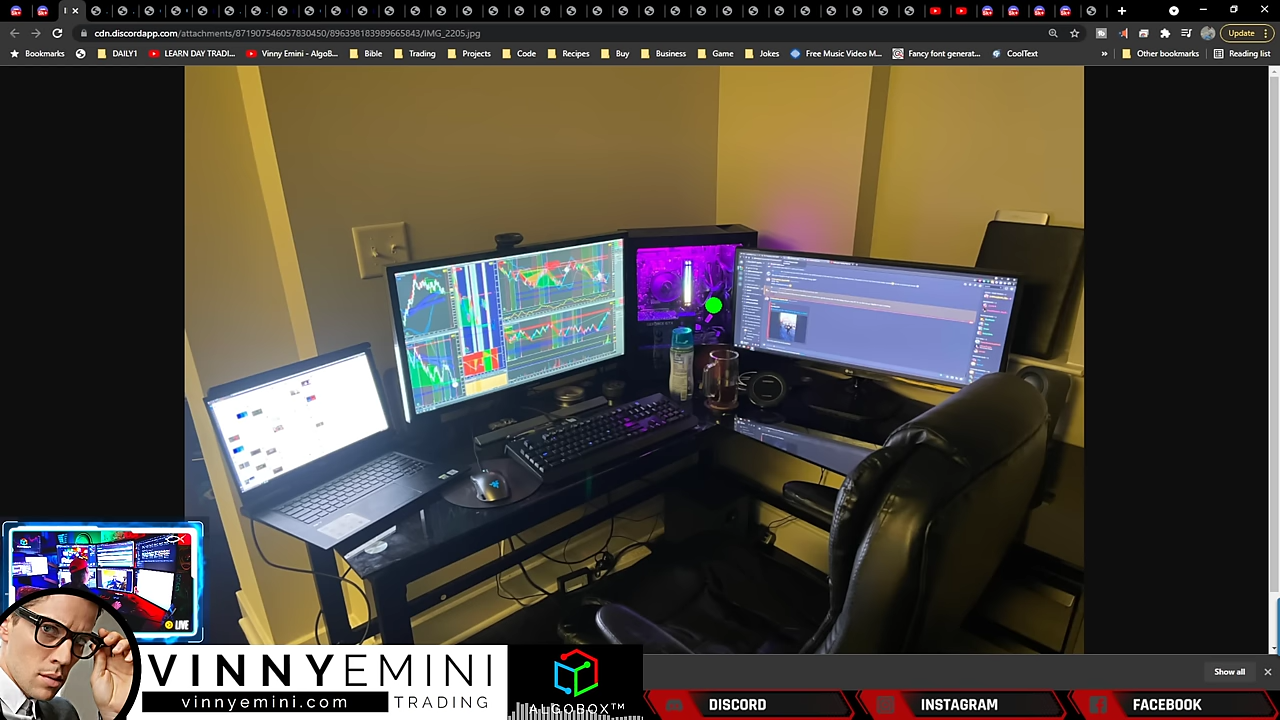 cdn.discordapp.com/attachments/871907546057830450/896398183989665843/IMG_2205.jpg
Update
Bookmarks
DAILY1
LEARN DAY TRADI...
Vinny Emini - AlgoB...
Bible
Trading
Projects
Code
Recipes
Buy
Business
Game
Jokes
Free Music/Video M...
Fancy font generat...
CoolText
»
Other bookmarks
Reading list
LIVE
VINNYEMINI
vinnyemini.com
TRADING
ALGOBOX™
Show all
DISCORD
INSTAGRAM
FACEBOOK